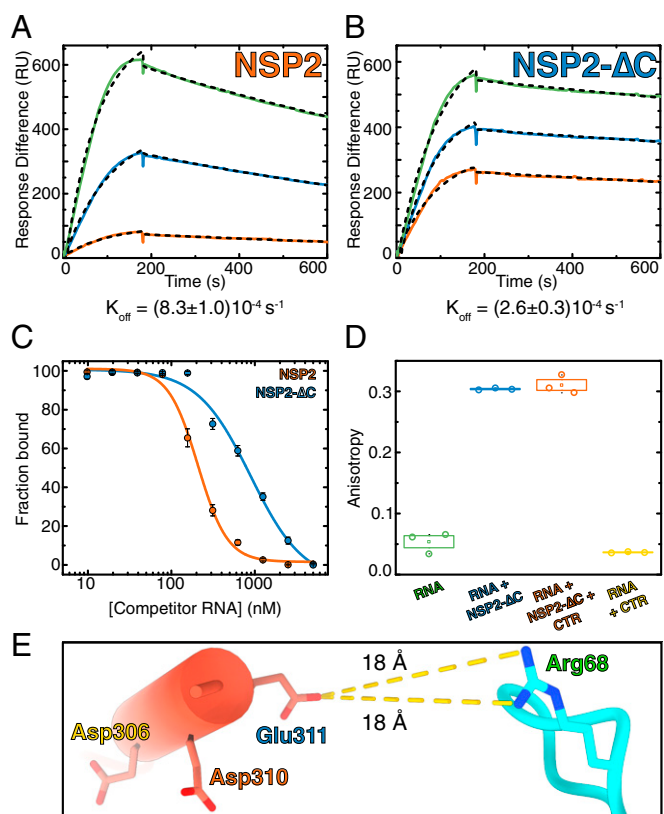 A
NSP2
Response Difference (RU)
600
400
200
0
0
200
400
600
Time (s)
K_off = (8.3±1.0)10^-4 s^-1
B
NSP2-ΔC
Response Difference (RU)
600
400
200
0
0
200
400
600
Time (s)
K_off = (2.6±0.3)10^-4 s^-1
C
NSP2
NSP2-ΔC
Fraction bound
100
80
60
40
20
0
10
100
1000
[Competitor RNA] (nM)
D
Anisotropy
0.3
0.15
0.0
RNA
RNA +
NSP2-ΔC
RNA +
NSP2-ΔC +
CTR
RNA
+ CTR
E
18 Å
Arg68
18 Å
Asp306
Glu311
Asp310